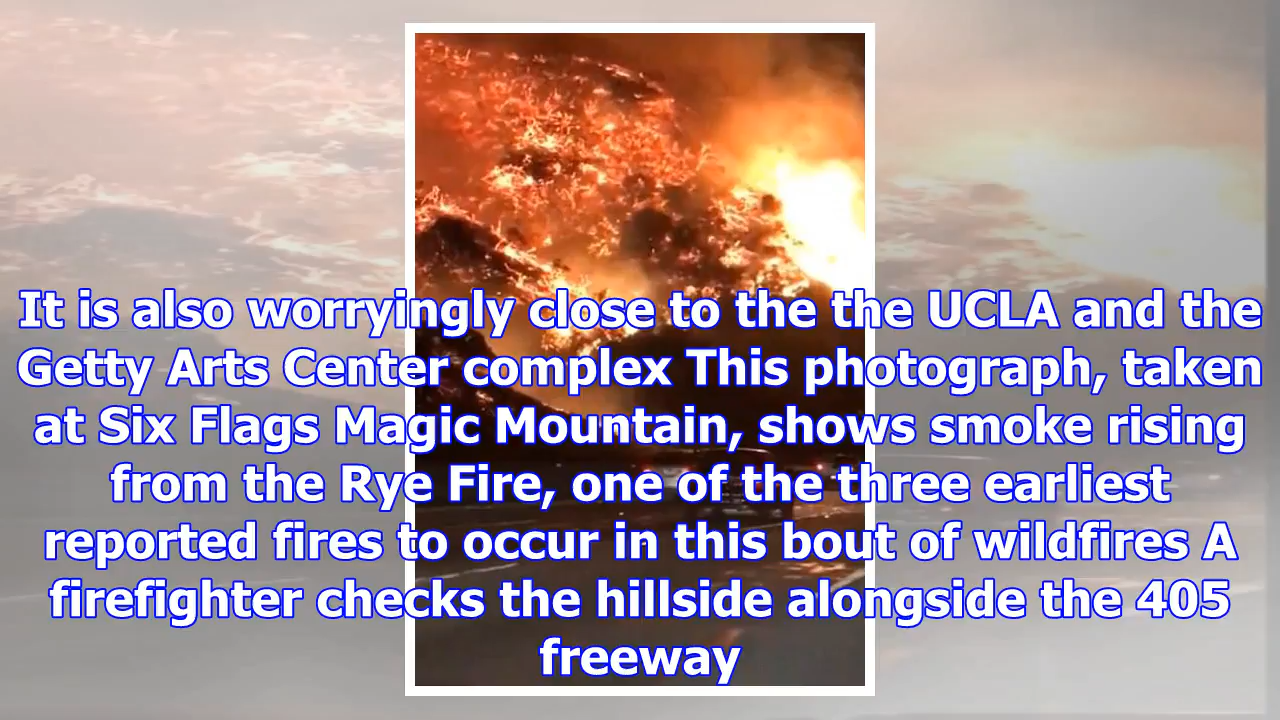 It is also worryingly close to the the UCLA and the
Getty Arts Center complex This photograph, taken
at Six Flags Magic Mountain, shows smoke rising
from the Rye Fire, one of the three earliest
reported fires to occur in this bout of wildfires A
firefighter checks the hillside alongside the 405
freeway